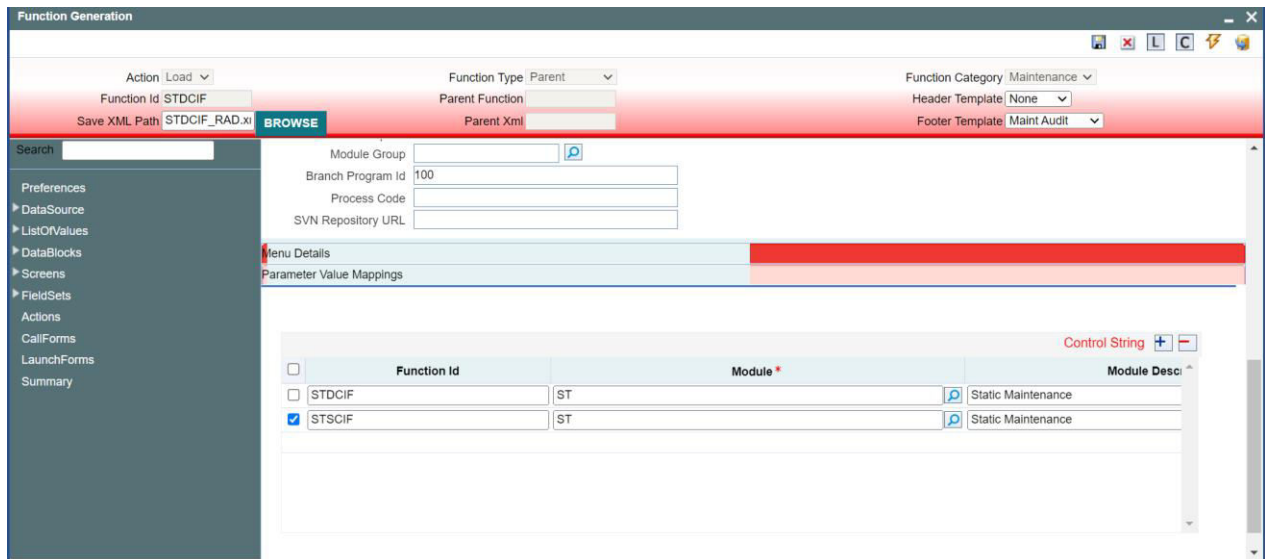 Function Generation
L C
Action Load Function Type Parent Function Category Maintenance
Function Id STDCIF Parent Function Header Template None
Save XML Path STDCIF_RAD.xr BROWSE Parent Xml Footer Template Maint Audit
Search
Preferences
DataSource
ListOfValues
DataBlocks
Screens
FieldSets
Actions
CallForms
LaunchForms
Summary
Module Group
Branch Program Id 100
Process Code
SVN Repository URL
Menu Details
Parameter Value Mappings
Control String
Function Id Module * Module Descr
STDCIF ST Static Maintenance
STSCIF ST Static Maintenance